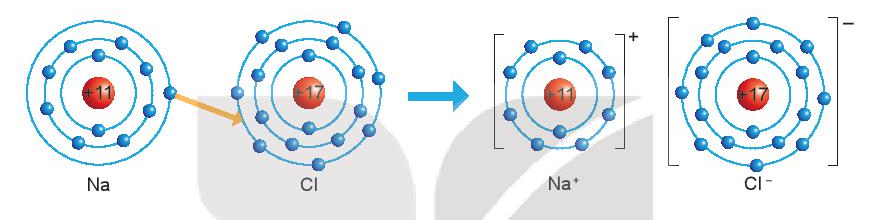 +11
+17
+11
+
+17
−
Na
Cl
Na⁺
Cl⁻